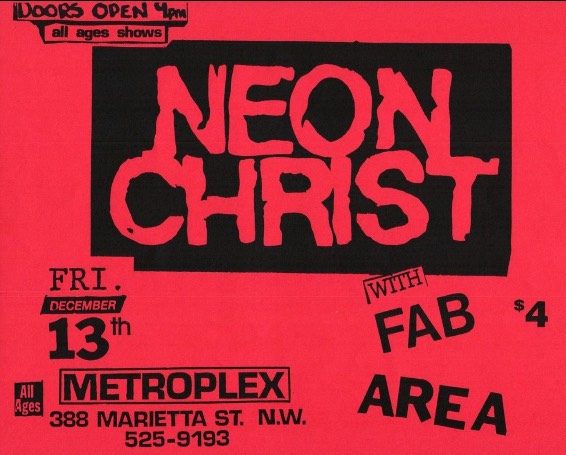 DOORS OPEN 4pm
all ages shows
NEON
CHRIST
FRI.
DECEMBER
13th
WITH
FAB
AREA
$4
All
Ages
METROPLEX
388 MARIETTA ST. N.W.
525-9193